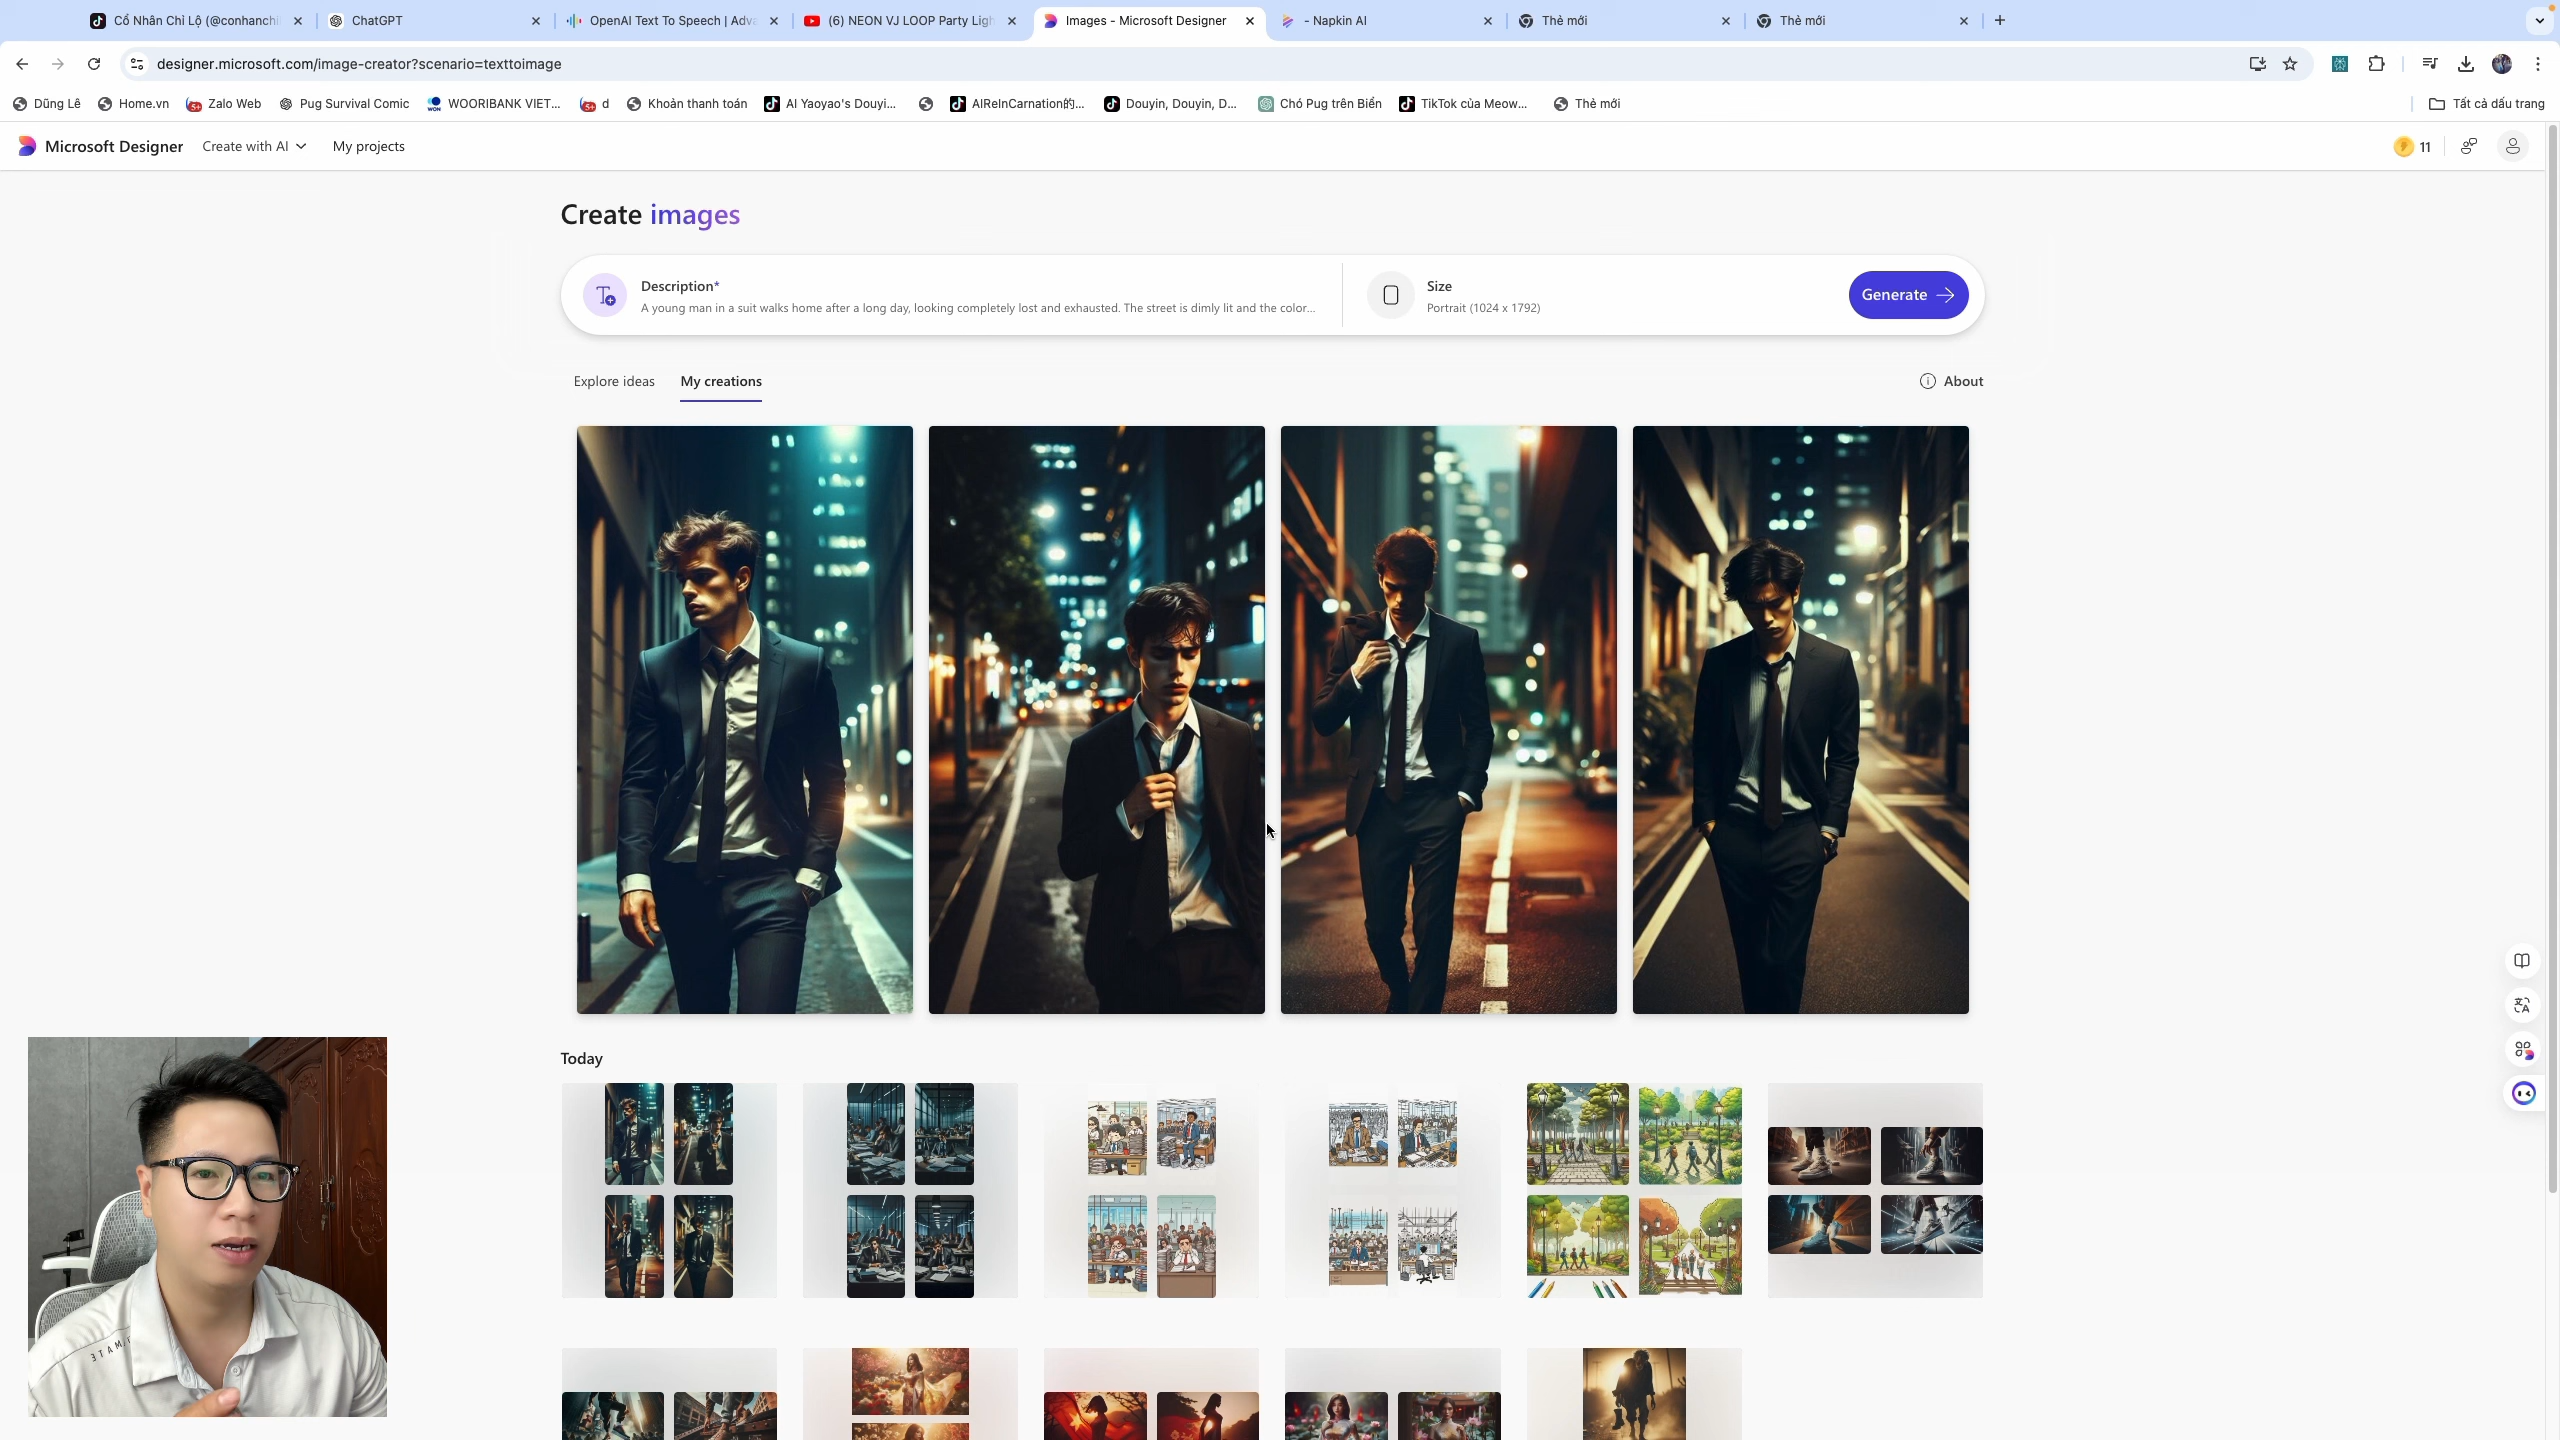 Cổ Nhân Chỉ Lộ (@conhanchi
ChatGPT
OpenAI Text To Speech | Adva
(6) NEON VJ LOOP Party Ligh
Images - Microsoft Designer
- Napkin AI
Thẻ mới
Thẻ mới
designer.microsoft.com/image-creator?scenario=texttoimage
Dũng Lê
Home.vn
Zalo Web
Pug Survival Comic
WOORIBANK VIET...
d
Khoản thanh toán
AI Yaoyao's Douyi...
AIReInCarnation的...
Douyin, Douyin, D...
Chó Pug trên Biển
TikTok của Meow...
Thẻ mới
Tất cả dấu trang
Microsoft Designer
Create with AI
My projects
11
Create images
Description*
A young man in a suit walks home after a long day, looking completely lost and exhausted. The street is dimly lit and the color...
Size
Portrait (1024 x 1792)
Generate
Explore ideas
My creations
About
Today